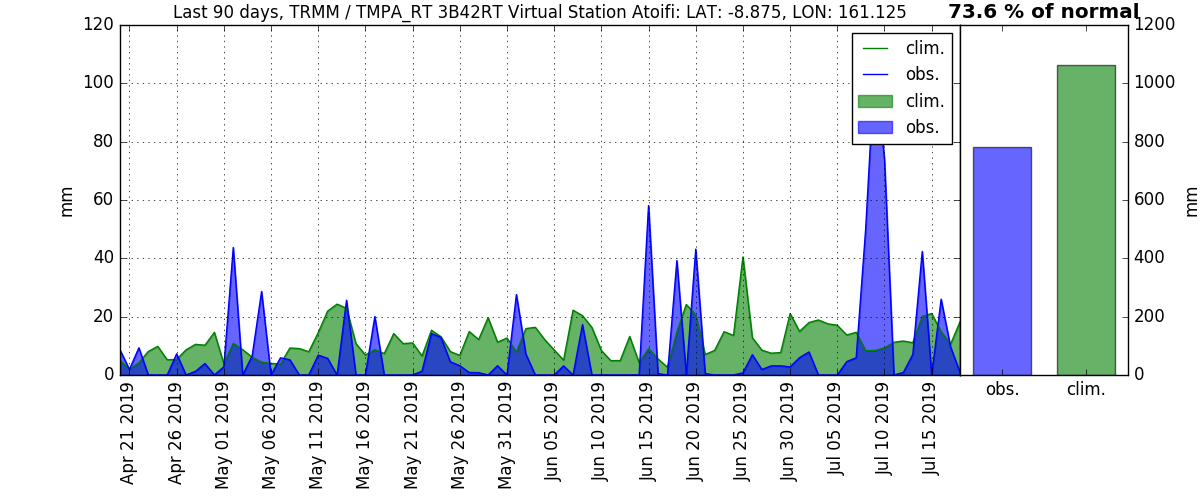 Last 90 days, TRMM / TMPA_RT 3B42RT Virtual Station Atoifi: LAT: -8.875, LON: 161.125
73.6 % of normal
120
100
80
60
40
20
0
mm
clim.
obs.
clim.
obs.
1200
1000
800
600
400
200
0
mm
obs.
clim.
Apr 21 2019
Apr 26 2019
May 01 2019
May 06 2019
May 11 2019
May 16 2019
May 21 2019
May 26 2019
May 31 2019
Jun 05 2019
Jun 10 2019
Jun 15 2019
Jun 20 2019
Jun 25 2019
Jun 30 2019
Jul 05 2019
Jul 10 2019
Jul 15 2019